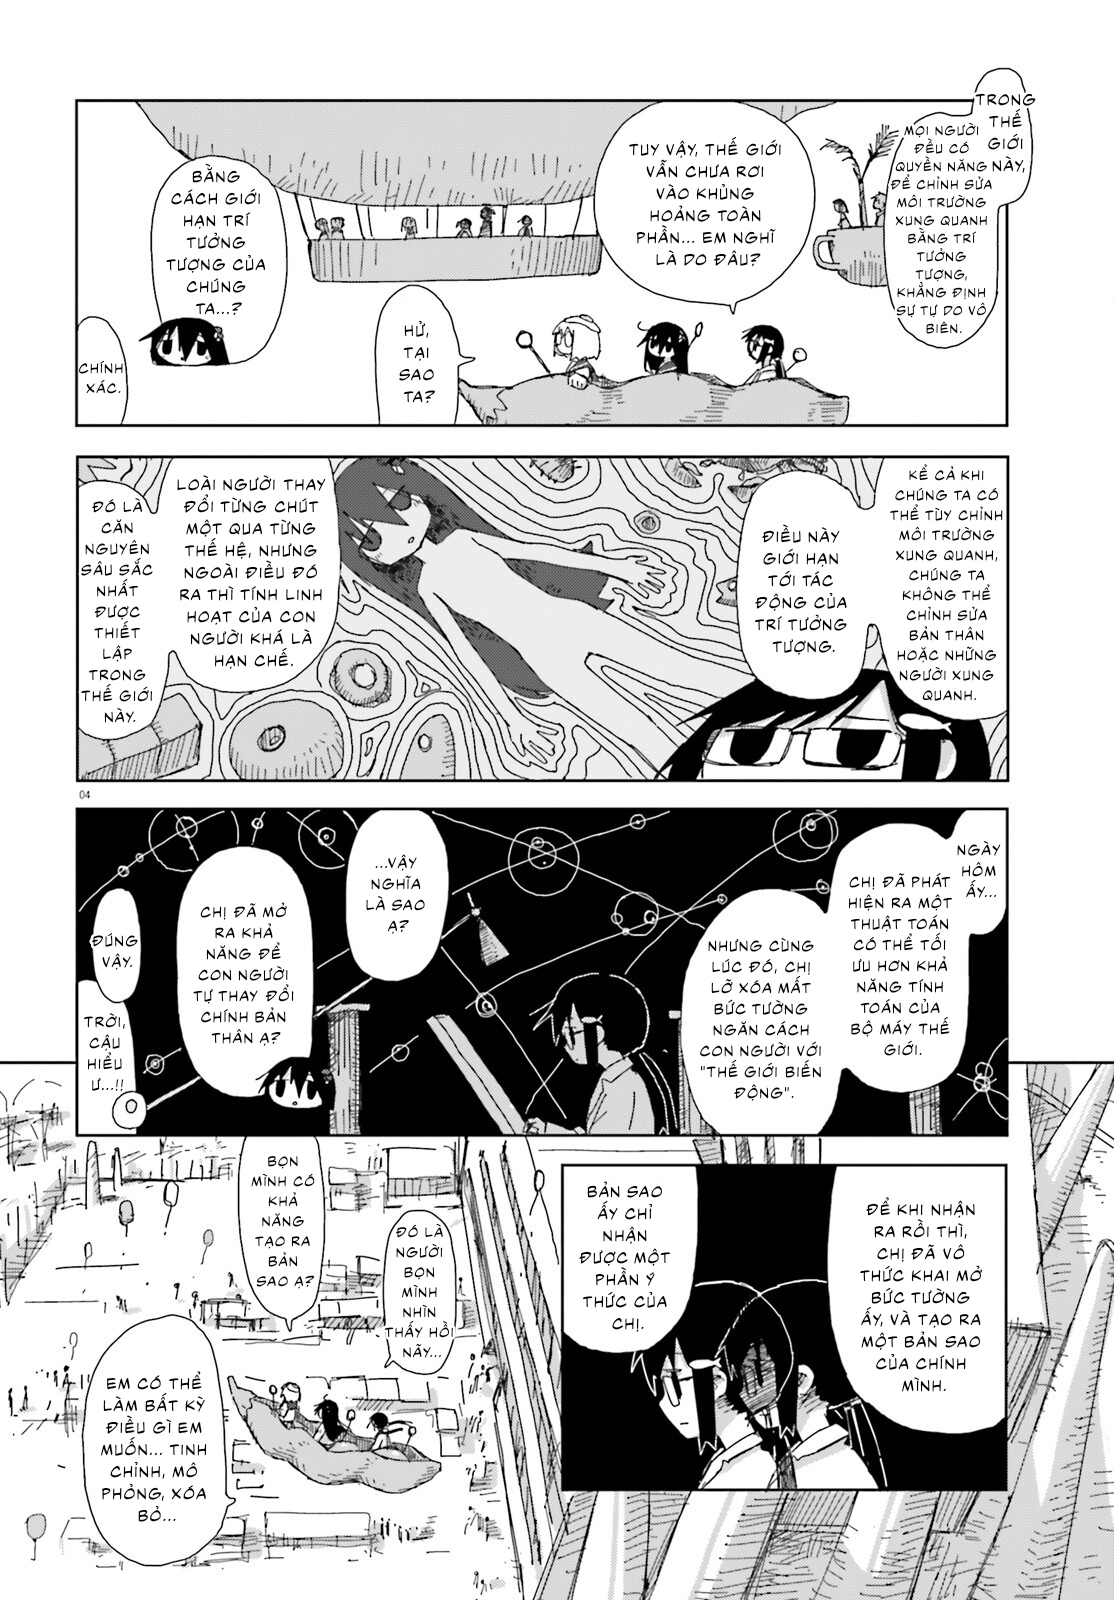 TRONG
THẾ
GIỚI
NÀY,
MỌI NGƯỜI
ĐỀU CÓ
QUYỀN NĂNG
ĐỂ CHỈNH SỬA
MÔI TRƯỜNG
XUNG QUANH
BẰNG TRÍ
TƯỞNG
TƯỢNG,
KHẲNG ĐỊNH
SỰ TỰ DO VÔ
BIÊN.
TUY VẬY, THẾ GIỚI
VẪN CHƯA RƠI
VÀO KHỦNG
HOẢNG TOÀN
PHẦN... EM NGHĨ
LÀ DO ĐÂU?
HỬ,
TẠI
SAO
TA?
BẰNG
CÁCH GIỚI
HẠN TRÍ
TƯỞNG
TƯỢNG CỦA
CHÚNG
TA...?
CHÍNH
XÁC.
KỂ CẢ KHI
CHÚNG TA CÓ
THỂ TÙY CHỈNH
MÔI TRƯỜNG
XUNG QUANH,
CHÚNG TA
KHÔNG THỂ
CHỈNH SỬA
BẢN THÂN
HOẶC NHỮNG
NGƯỜI XUNG
QUANH.
ĐIỀU NÀY
GIỚI HẠN
TỚI TÁC
ĐỘNG CỦA
TRÍ TƯỞNG
TƯỢNG.
LOÀI NGƯỜI THAY
ĐỔI TỪNG CHÚT
MỘT QUA TỪNG
THẾ HỆ, NHƯNG
NGOÀI ĐIỀU ĐÓ
RA THÌ TÍNH LINH
HOẠT CỦA CON
NGƯỜI KHÁ LÀ
HẠN CHẾ.
ĐÓ LÀ
CĂN
NGUYÊN
SÂU SẮC
NHẤT
ĐƯỢC
THIẾT
LẬP
TRONG
THẾ GIỚI
NÀY.
04
NGÀY
HÔM
ẤY...
CHỊ ĐÃ PHÁT
HIỆN RA MỘT
THUẬT TOÁN
CÓ THỂ TỐI
ƯU HƠN KHẢ
NĂNG TÍNH
TOÁN CỦA
BỘ MÁY THẾ
GIỚI.
NHƯNG CÙNG
LÚC ĐÓ, CHỊ
LỠ XÓA MẤT
BỨC TƯỜNG
NGĂN CÁCH
CON NGƯỜI VỚI
"THẾ GIỚI BIẾN
ĐỘNG".
...VẬY
NGHĨA
LÀ SAO
Ạ?
CHỊ ĐÃ MỞ
RA KHẢ
NĂNG ĐỂ
CON NGƯỜI
TỰ THAY ĐỔI
CHÍNH BẢN
THÂN Ạ?
ĐÚNG
VẬY.
TRỜI,
CẬU
HIỂU
Ư...!!
ĐỂ KHI NHẬN
RA RỒI THÌ,
CHỊ ĐÃ VÔ
THỨC KHAI MỞ
BỨC TƯỜNG
ẤY, VÀ TẠO RA
MỘT BẢN SAO
CỦA CHÍNH
MÌNH.
BẢN SAO
ẤY CHỈ
NHẬN
ĐƯỢC MỘT
PHẦN Ý
THỨC CỦA
CHỊ.
BỌN
MÌNH CÓ
KHẢ
NĂNG
TẠO RA
BẢN
SAO Ạ?
ĐÓ LÀ
NGƯỜI
BỌN
MÌNH
NHÌN
THẤY HỒI
NÃY...
EM CÓ THỂ
LÀM BẤT KỲ
ĐIỀU GÌ EM
MUỐN... TINH
CHỈNH, MÔ
PHỎNG, XÓA
BỎ...